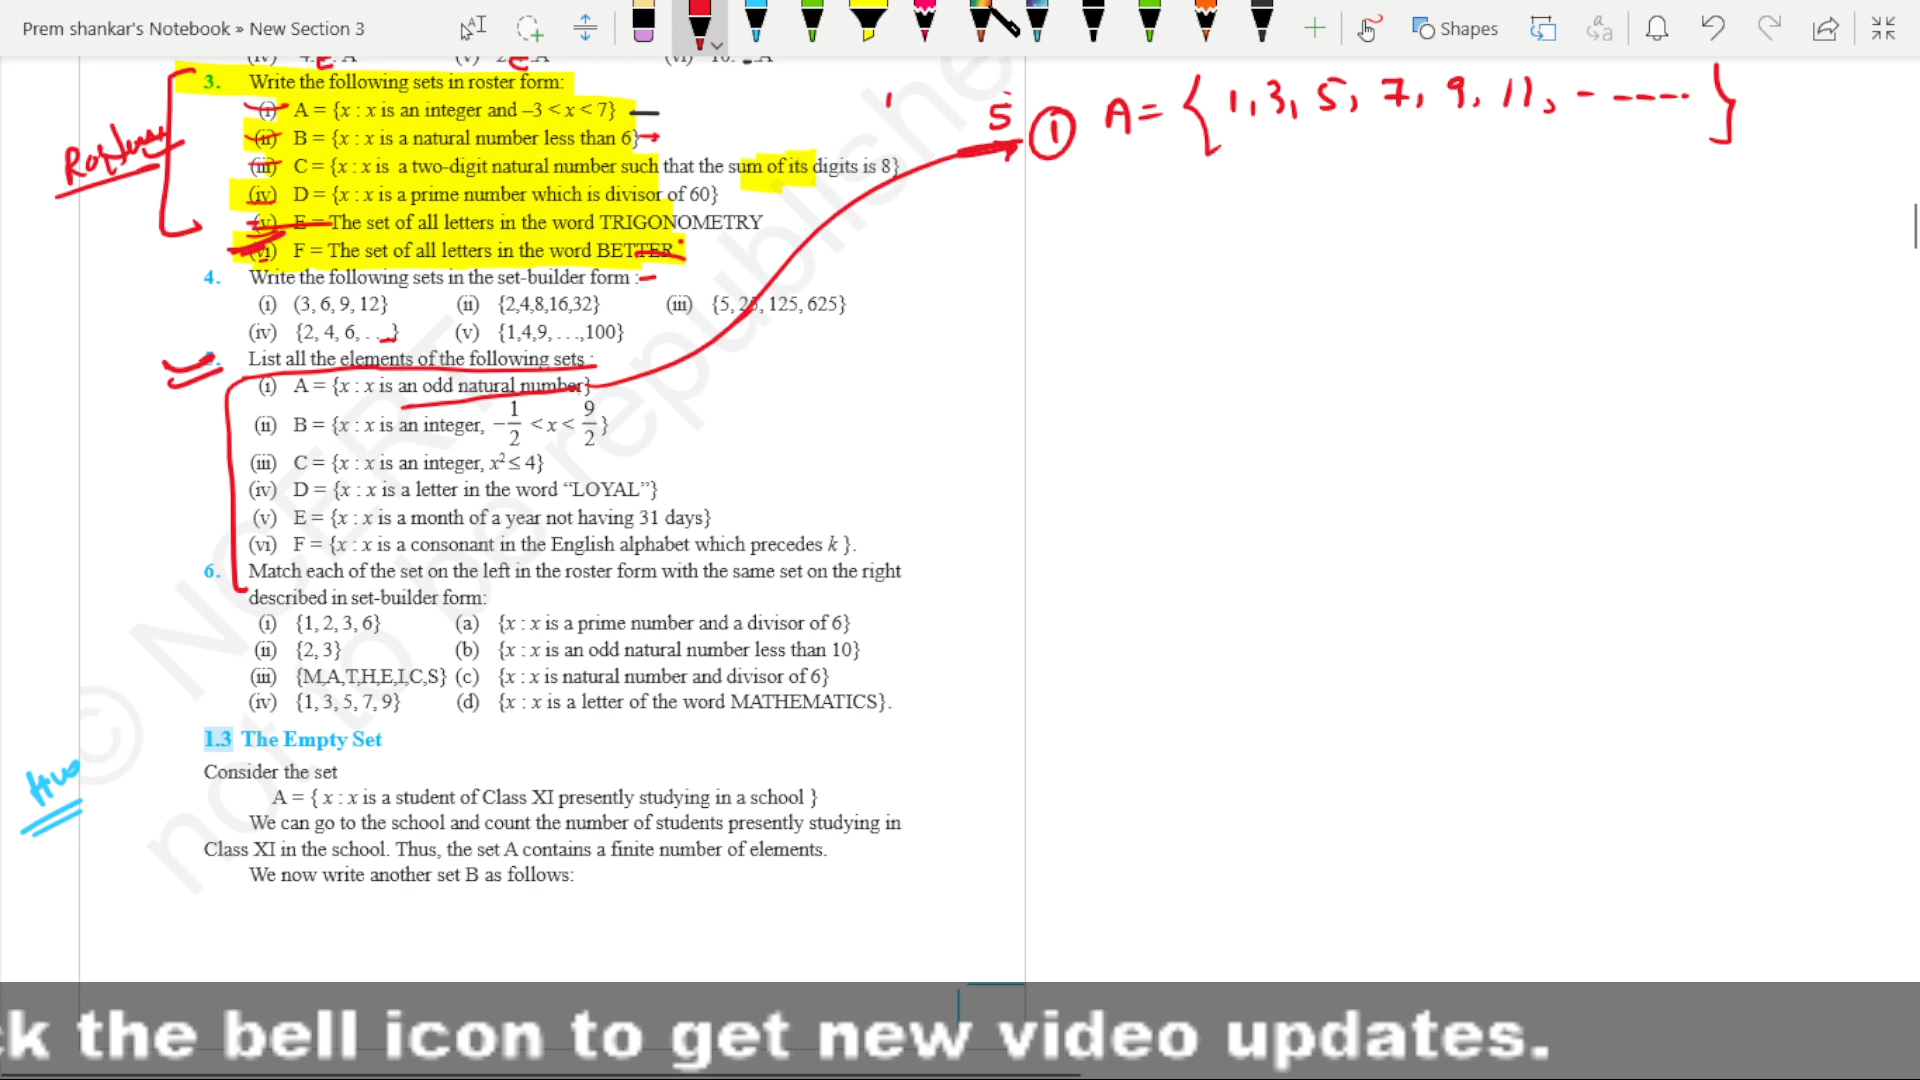 Prem shankar's Notebook » New Section 3
Shapes
3. Write the following sets in roster form:
(i) A = {x : x is an integer and –3 < x < 7}
(ii) B = {x : x is a natural number less than 6}
(iii) C = {x : x is a two-digit natural number such that the sum of its digits is 8}
(iv) D = {x : x is a prime number which is divisor of 60}
(v) E = The set of all letters in the word TRIGONOMETRY
(vi) F = The set of all letters in the word BETTER
4. Write the following sets in the set-builder form :
(i) (3, 6, 9, 12} (ii) {2,4,8,16,32} (iii) {5, 25, 125, 625}
(iv) {2, 4, 6, . . .} (v) {1,4,9, . . .,100}
List all the elements of the following sets :
(i) A = {x : x is an odd natural number}
(ii) B = {x : x is an integer, –1/2 < x < 9/2}
(iii) C = {x : x is an integer, x² ≤ 4}
(iv) D = {x : x is a letter in the word “LOYAL”}
(v) E = {x : x is a month of a year not having 31 days}
(vi) F = {x : x is a consonant in the English alphabet which precedes k }.
6. Match each of the set on the left in the roster form with the same set on the right
described in set-builder form:
(i) {1, 2, 3, 6} (a) {x : x is a prime number and a divisor of 6}
(ii) {2, 3} (b) {x : x is an odd natural number less than 10}
(iii) {M,A,T,H,E,I,C,S} (c) {x : x is natural number and divisor of 6}
(iv) {1, 3, 5, 7, 9} (d) {x : x is a letter of the word MATHEMATICS}.
1.3 The Empty Set
Consider the set
A = { x : x is a student of Class XI presently studying in a school }
We can go to the school and count the number of students presently studying in
Class XI in the school. Thus, the set A contains a finite number of elements.
We now write another set B as follows:
© NCERT
not to be republished
5 ① A = { 1, 3, 5, 7, 9, 11, - ----- }
the bell icon to get new video updates.